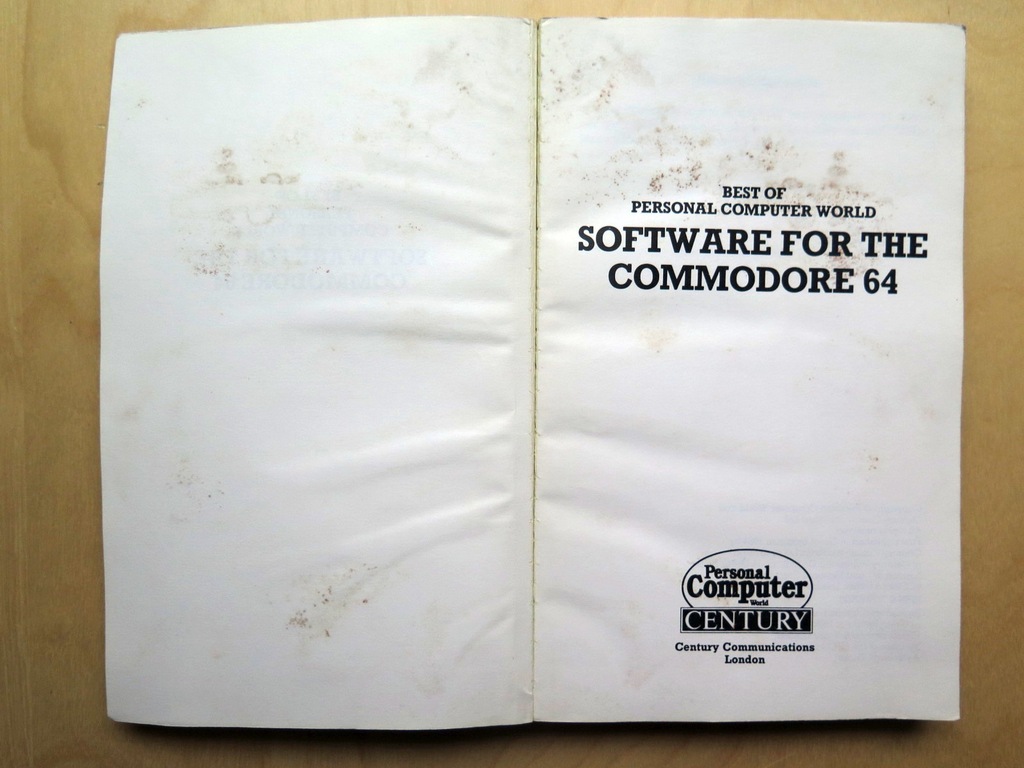 BEST OF
PERSONAL COMPUTER WORLD
SOFTWARE FOR THE
COMMODORE 64
Personal
Computer
World
CENTURY
Century Communications
London